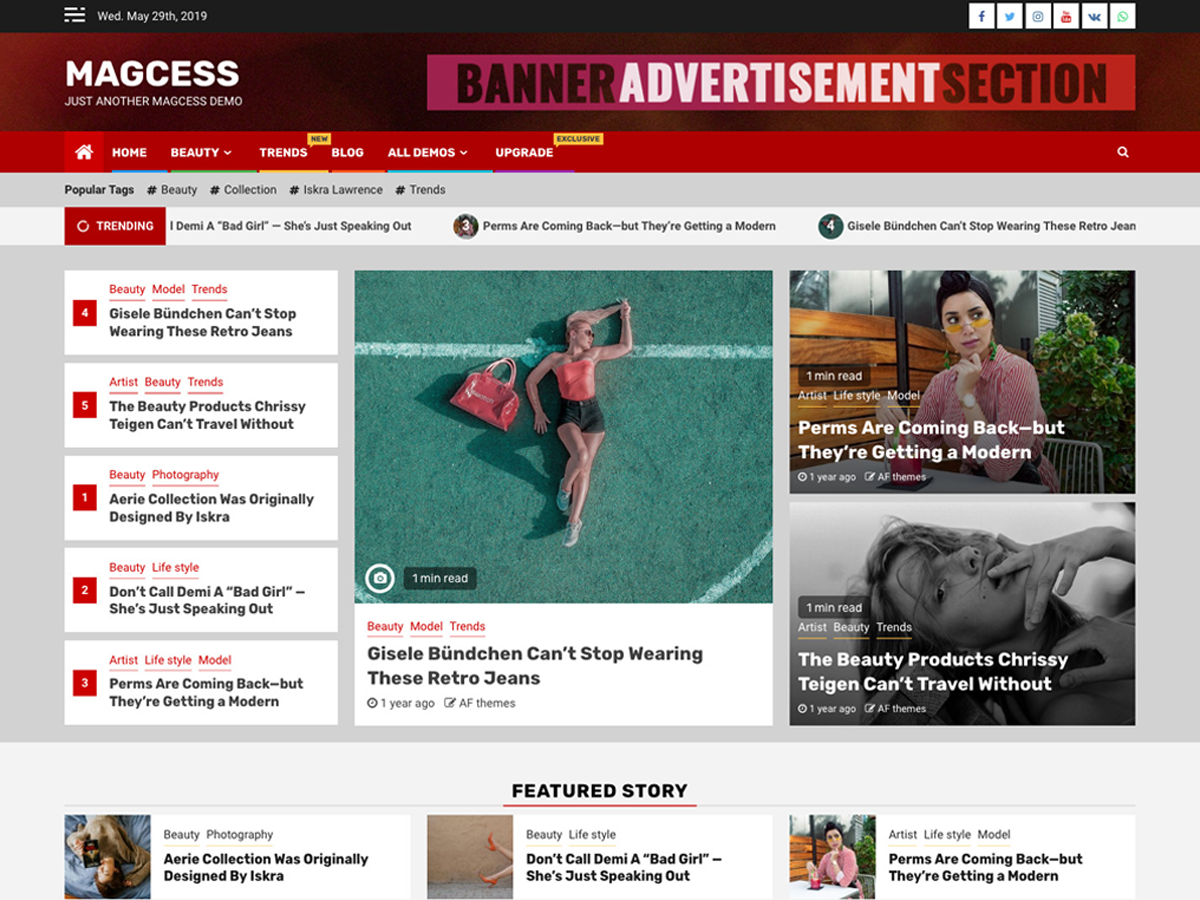 Wed. May 29th, 2019
MAGCESS
JUST ANOTHER MAGCESS DEMO
BANNERADVERTISEMENTSECTION
NEW
EXCLUSIVE
HOME BEAUTY TRENDS BLOG ALL DEMOS UPGRADE
Popular Tags # Beauty # Collection # Iskra Lawrence # Trends
TRENDING l Demi A “Bad Girl” — She’s Just Speaking Out 3 Perms Are Coming Back—but They’re Getting a Modern 4 Gisele Bündchen Can’t Stop Wearing These Retro Jean
Beauty Model Trends
4
Gisele Bündchen Can’t Stop
Wearing These Retro Jeans
Artist Beauty Trends
5
The Beauty Products Chrissy
Teigen Can’t Travel Without
Beauty Photography
1
Aerie Collection Was Originally
Designed By Iskra
Beauty Life style
2
Don’t Call Demi A “Bad Girl” —
She’s Just Speaking Out
Artist Life style Model
3
Perms Are Coming Back—but
They’re Getting a Modern
1 min read
Beauty Model Trends
Gisele Bündchen Can’t Stop Wearing
These Retro Jeans
1 year ago AF themes
1 min read
Artist Life style Model
Perms Are Coming Back—but
They’re Getting a Modern
1 year ago AF themes
1 min read
Artist Beauty Trends
The Beauty Products Chrissy
Teigen Can’t Travel Without
1 year ago AF themes
FEATURED STORY
Beauty Photography
Aerie Collection Was Originally
Designed By Iskra
Beauty Life style
Don’t Call Demi A “Bad Girl” —
She’s Just Speaking Out
Artist Life style Model
Perms Are Coming Back—but
They’re Getting a Modern